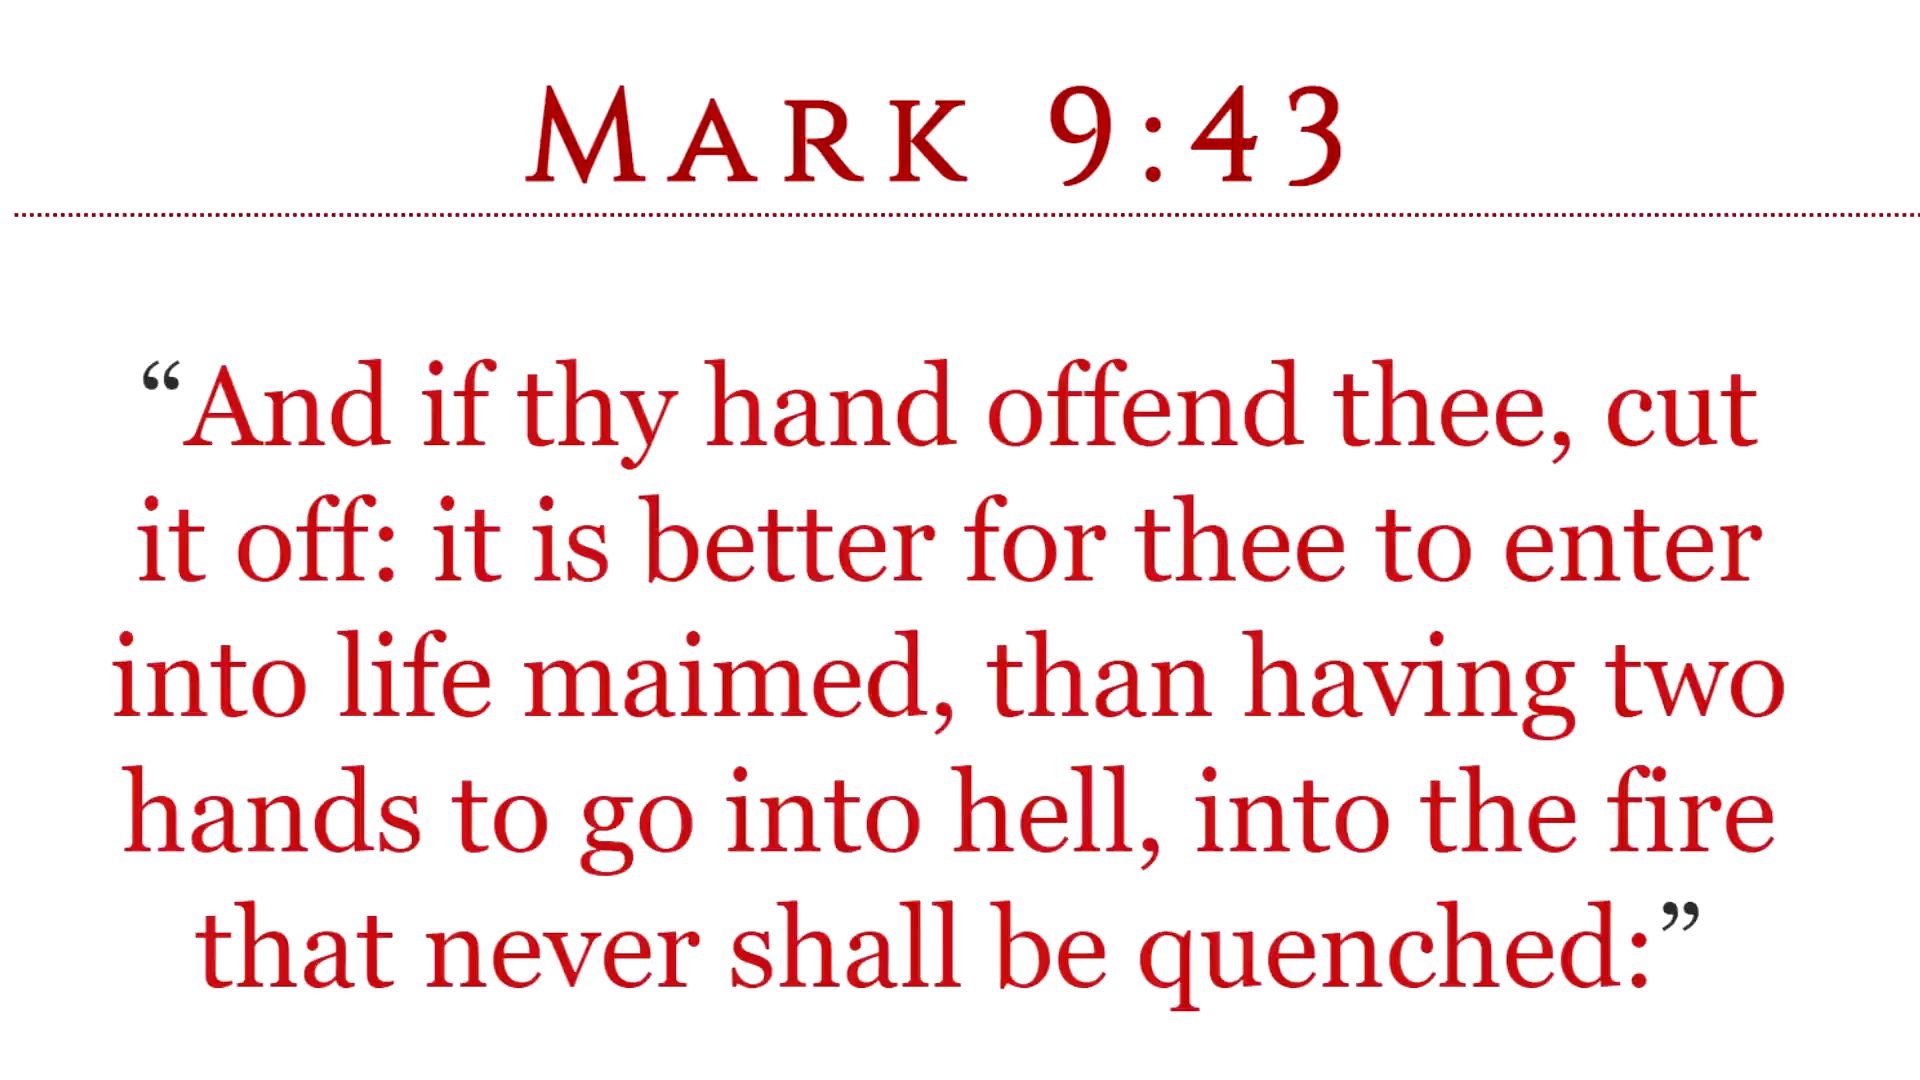 MARK 9:43
“And if thy hand offend thee, cut
it off: it is better for thee to enter
into life maimed, than having two
hands to go into hell, into the fire
that never shall be quenched:”